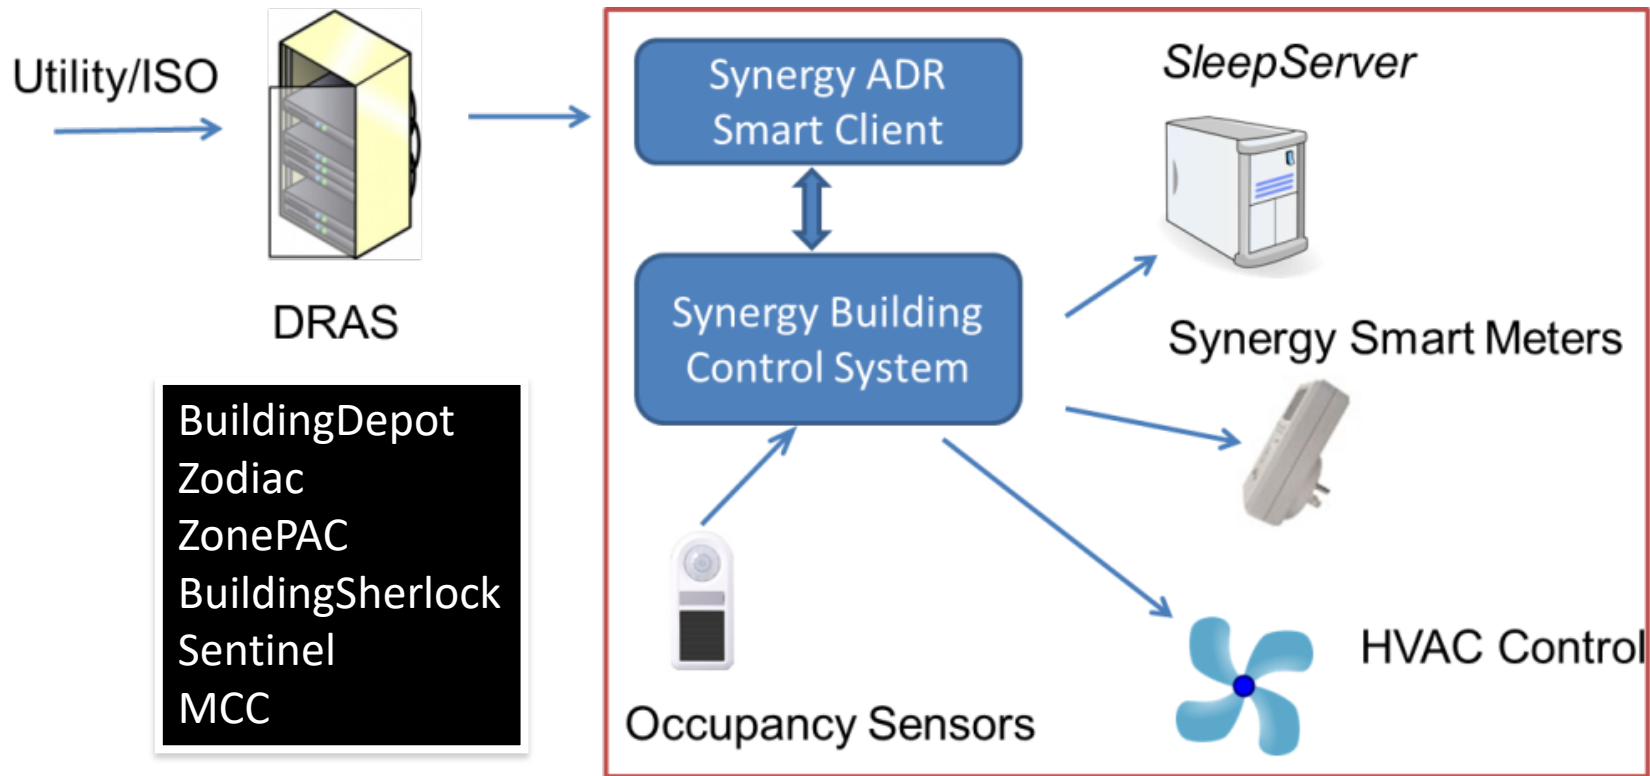 Utility/ISO
DRAS
BuildingDepot
Zodiac
ZonePAC
BuildingSherlock
Sentinel
MCC
Synergy ADR
Smart Client
Synergy Building
Control System
Occupancy Sensors
SleepServer
Synergy Smart Meters
HVAC Control